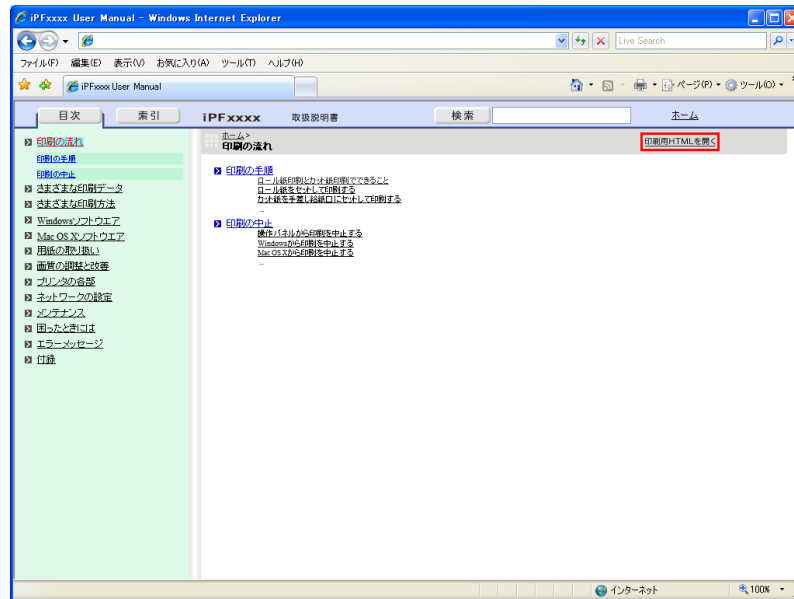 iPFxxxx User Manual - Windows Internet Explorer
Live Search
ファイル(F) 編集(E) 表示(V) お気に入り(A) ツール(T) ヘルプ(H)
iPFxxxx User Manual
ページ(P) ツール(O)
目次 索引 iPFxxxx 取扱説明書 検索 ホーム
ホーム>
印刷の流れ
印刷用HTMLを開く
印刷の流れ
印刷の手順
印刷の中止
さまざまな印刷データ
さまざまな印刷方法
Windowsソフトウエア
Mac OS Xソフトウエア
用紙の取り扱い
画質の調整と改善
プリンタの各部
ネットワークの設定
メンテナンス
困ったときには
エラーメッセージ
付録
印刷の手順
ロール紙印刷とカット紙印刷でできること
ロール紙をセットして印刷する
カット紙を手差し給紙口にセットして印刷する
...
印刷の中止
操作パネルから印刷を中止する
Windowsから印刷を中止する
Mac OS Xから印刷を中止する
...
インターネット 100%